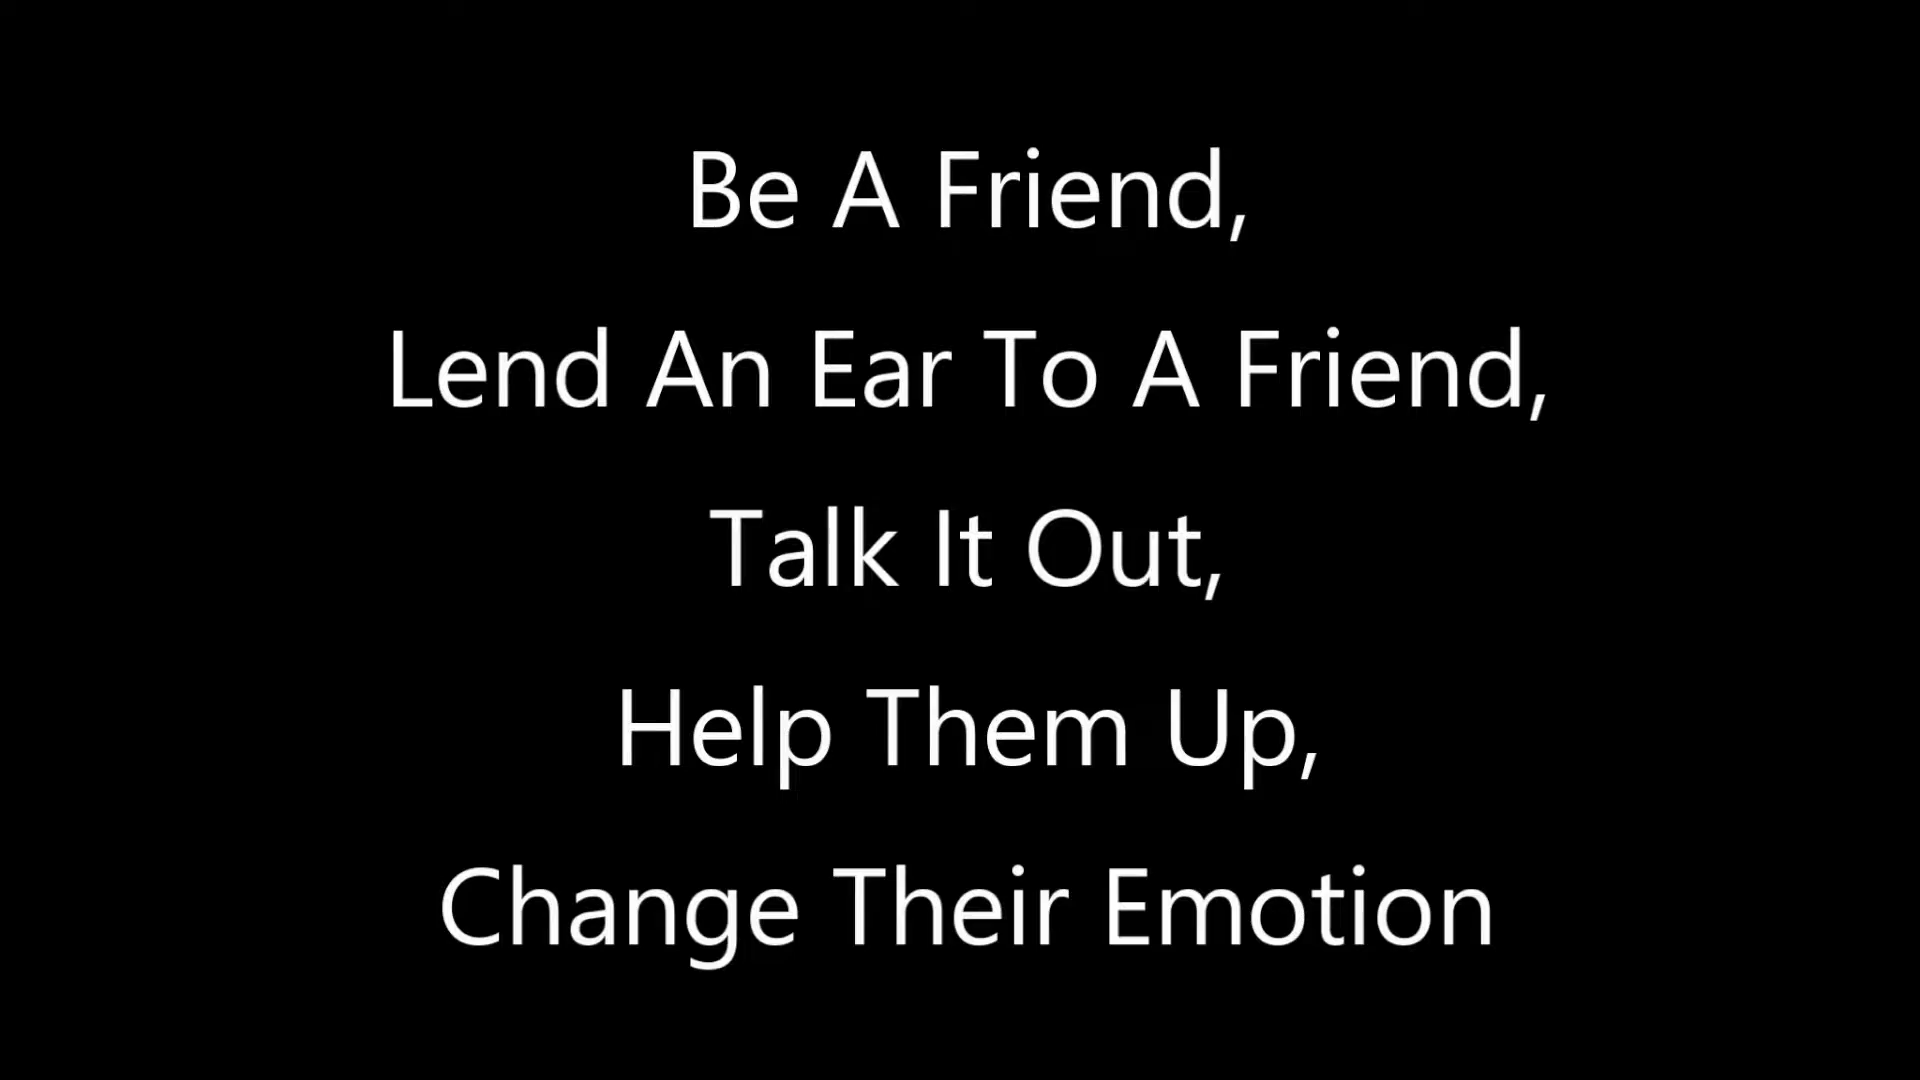 Be A Friend,
Lend An Ear To A Friend,
Talk It Out,
Help Them Up,
Change Their Emotion